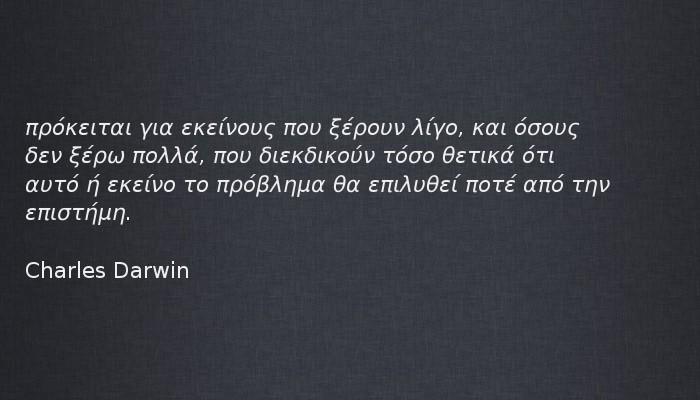 πρόκειται για εκείνους που ξέρουν λίγο, και όσους
δεν ξέρω πολλά, που διεκδικούν τόσο θετικά ότι
αυτό ή εκείνο το πρόβλημα θα επιλυθεί ποτέ από την
επιστήμη.
Charles Darwin